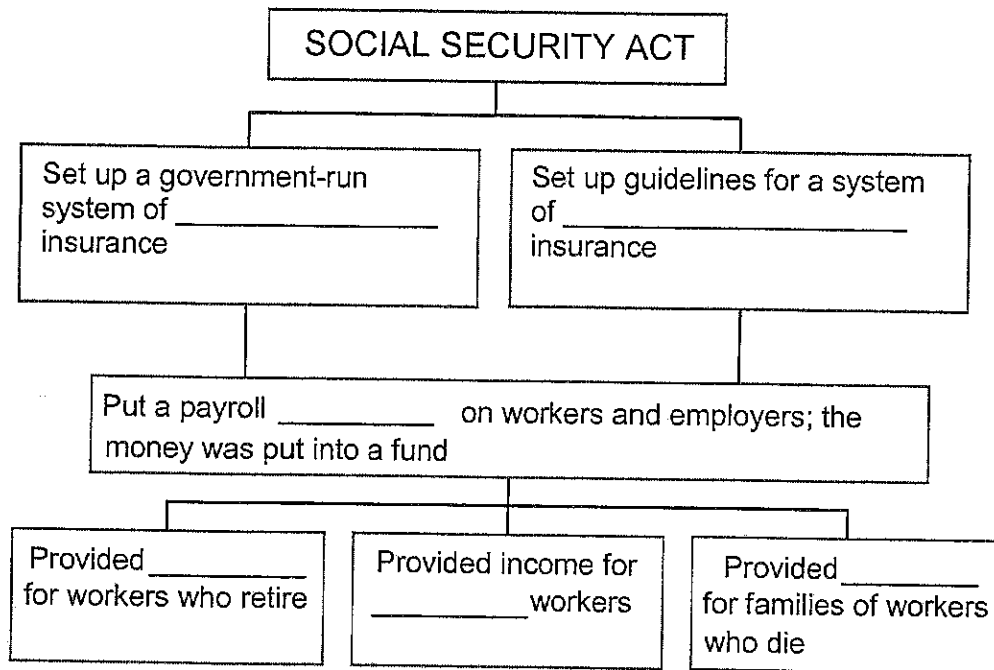 SOCIAL SECURITY ACT
Set up a government-run
system of _______________
insurance
Set up guidelines for a system
of ____________________
insurance
Put a payroll __________ on workers and employers; the
money was put into a fund
Provided __________
for workers who retire
Provided income for
__________ workers
Provided ________
for families of workers
who die